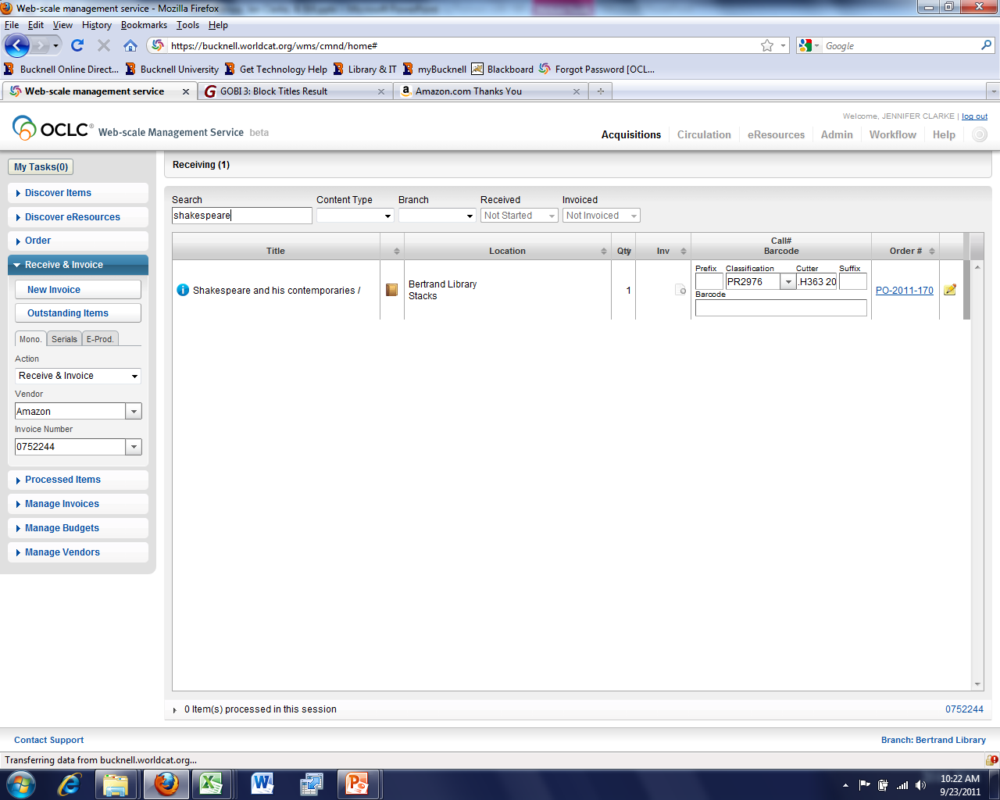 Web-scale management service - Mozilla Firefox
File Edit View History Bookmarks Tools Help
https://bucknell.worldcat.org/wms/cmnd/home#
Google
Bucknell Online Direct... Bucknell University Get Technology Help Library & IT myBucknell Blackboard Forgot Password [OCL...
Web-scale management service GOBI 3: Block Titles Result Amazon.com Thanks You
Welcome, JENNIFER CLARKE | log out
OCLC® Web-scale Management Service beta
Acquisitions Circulation eResources Admin Workflow Help
My Tasks(0)
Discover Items
Discover eResources
Order
Receive & Invoice
New Invoice
Outstanding Items
Mono. Serials E-Prod.
Action
Receive & Invoice
Vendor
Amazon
Invoice Number
0752244
Processed Items
Manage Invoices
Manage Budgets
Manage Vendors
Receiving (1)
Search Content Type Branch Received Invoiced
shakespeare Not Started Not Invoiced
Title Location Qty Inv Call# Barcode Order #
Prefix Classification Cutter Suffix
Shakespeare and his contemporaries / Bertrand Library Stacks 1 PR2976 .H363 20 PO-2011-170
Barcode
0 Item(s) processed in this session 0752244
Contact Support Branch: Bertrand Library
Transferring data from bucknell.worldcat.org...
10:22 AM
9/23/2011